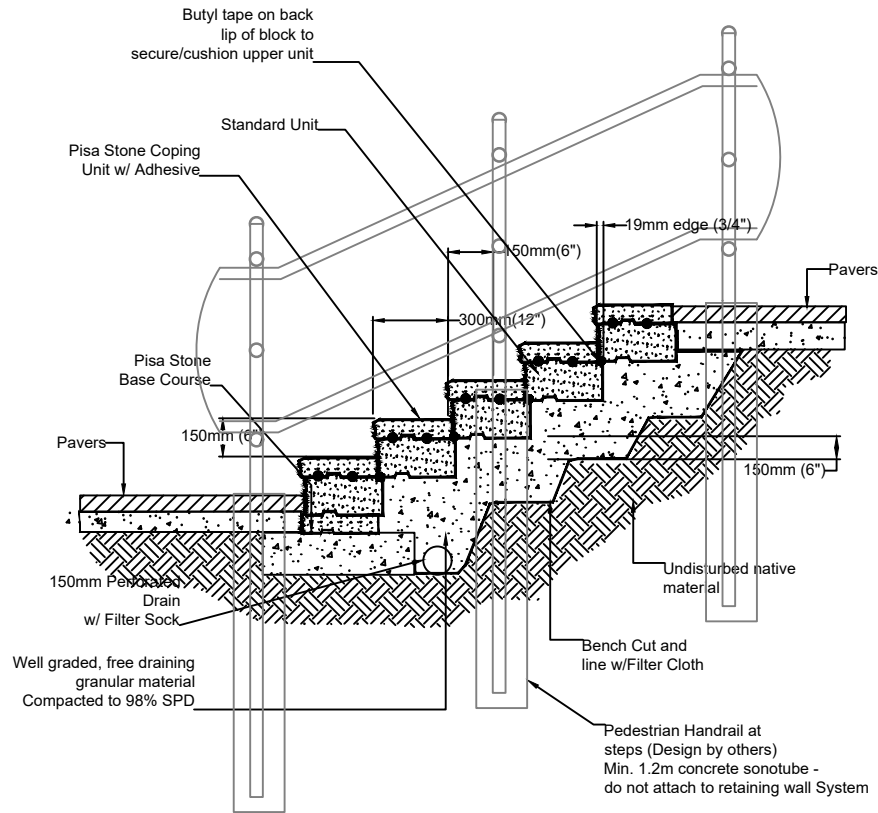 Butyl tape on back
lip of block to
secure/cushion upper unit
Standard Unit
Pisa Stone Coping
Unit w/ Adhesive
19mm edge (3/4")
150mm(6")
Pavers
300mm(12")
Pisa Stone
Base Course
150mm (6")
Pavers
150mm (6")
150mm Perforated
Drain
w/ Filter Sock
Undisturbed native
material
Bench Cut and
line w/Filter Cloth
Well graded, free draining
granular material
Compacted to 98% SPD
Pedestrian Handrail at
steps (Design by others)
Min. 1.2m concrete sonotube -
do not attach to retaining wall System